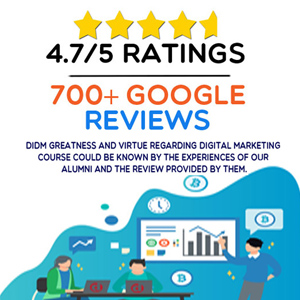 4.7/5 RATINGS
700+ GOOGLE
REVIEWS
DIDM GREATNESS AND VIRTUE REGARDING DIGITAL MARKETING
COURSE COULD BE KNOWN BY THE EXPERIENCES OF OUR
ALUMNI AND THE REVIEW PROVIDED BY THEM.